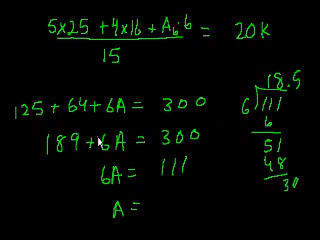 5x25 + 4x16 + A6·6 = 20K
15
125 + 64 + 6A = 300
189 + 6A = 300
6A = 111
A =
18.5
6 111
6
51
48
30